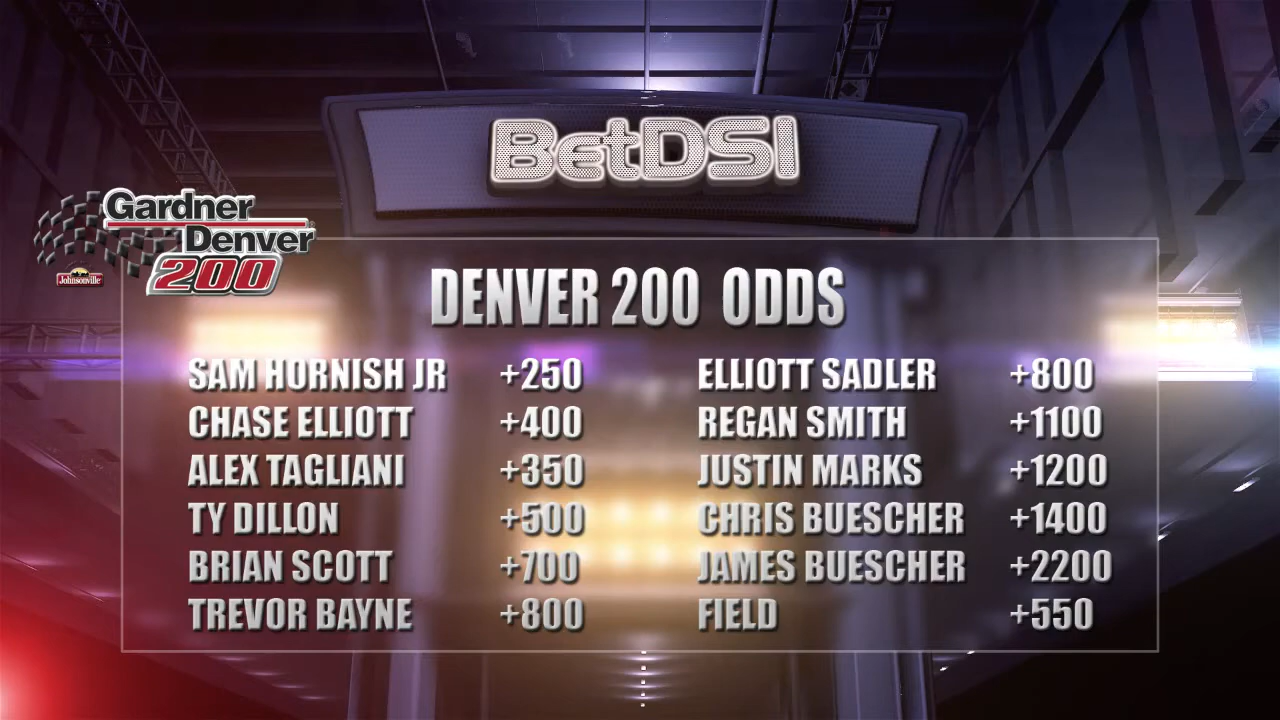 BetDSI
Gardner
Denver
200
Johnsonville
DENVER 200 ODDS
SAM HORNISH JR +250
CHASE ELLIOTT +400
ALEX TAGLIANI +350
TY DILLON +500
BRIAN SCOTT +700
TREVOR BAYNE +800
ELLIOTT SADLER +800
REGAN SMITH +1100
JUSTIN MARKS +1200
CHRIS BUESCHER +1400
JAMES BUESCHER +2200
FIELD +550